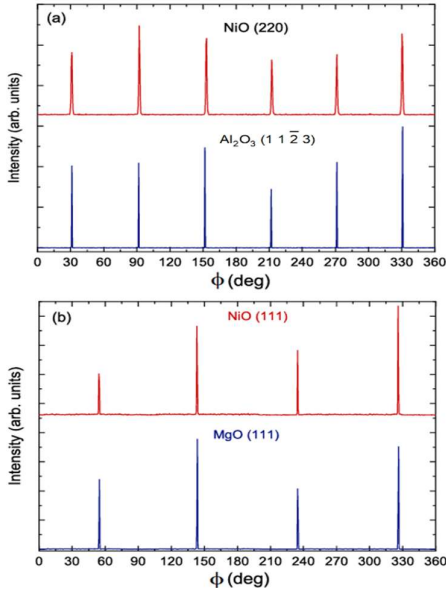 (a)
NiO (220)
Al₂O₃ (1 1 2̅ 3)
Intensity (arb. units)
0 30 60 90 120 150 180 210 240 270 300 330 360
ϕ (deg)
(b)
NiO (111)
MgO (111)
Intensity (arb. units)
0 30 60 90 120 150 180 210 240 270 300 330 360
ϕ (deg)